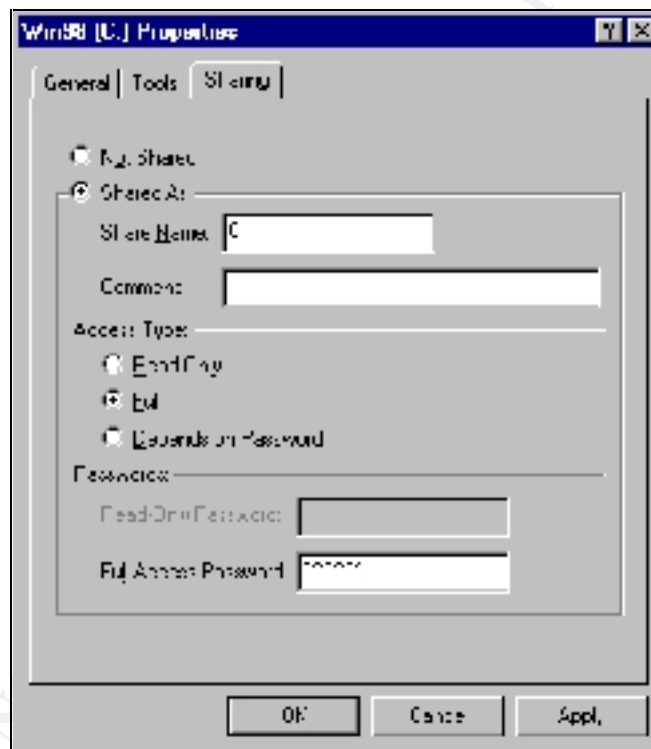 Win98 (C:) Properties
General Tools Sharing
Not Shared
Shared As
Share Name: C
Comment:
Access Type:
Read Only
Full
Depends on Password
Passwords:
Read-Only Password:
Full Access Password: ******
OK Cancel Apply